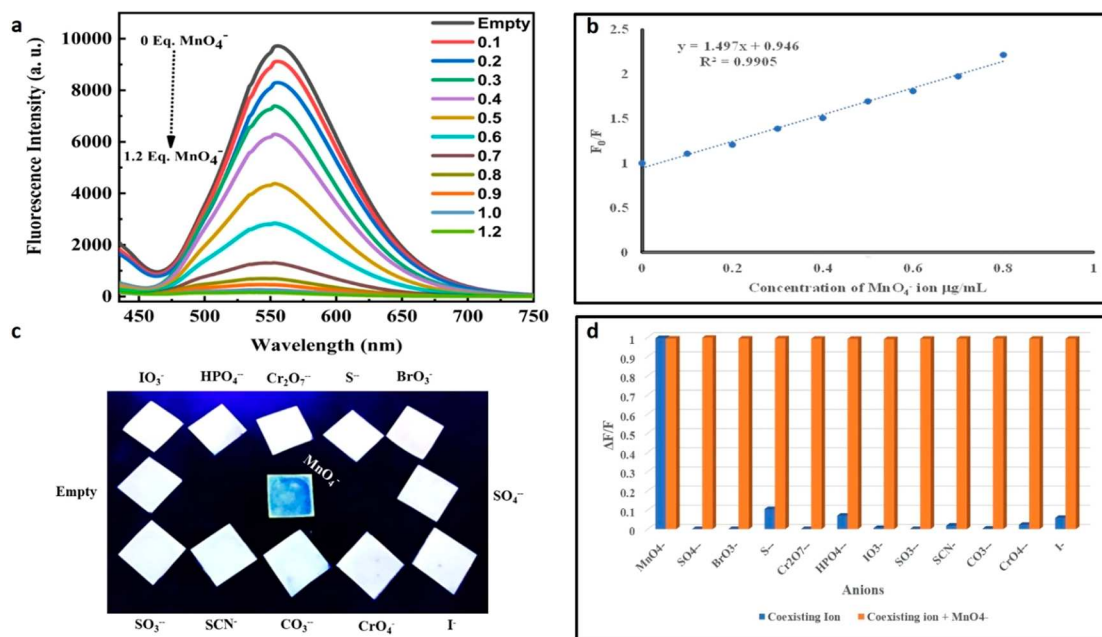 a
10000
8000
6000
4000
2000
0
Fluorescence Intensity (a. u.)
0 Eq. MnO₄⁻
1.2 Eq. MnO₄⁻
Empty
0.1
0.2
0.3
0.4
0.5
0.6
0.7
0.8
0.9
1.0
1.2
450 500 550 600 650 700 750
Wavelength (nm)
b
2.5
2
1.5
1
0.5
0
F₀/F
y = 1.497x + 0.946
R² = 0.9905
0 0.2 0.4 0.6 0.8 1
Concentration of MnO₄⁻ ion µg/mL
c
IO₃⁻ HPO₄⁻⁻ Cr₂O₇⁻⁻ S⁻⁻ BrO₃⁻
MnO₄⁻
Empty
SO₄⁻⁻
SO₃⁻⁻ SCN⁻ CO₃⁻⁻ CrO₄⁻ I⁻
d
1
0.9
0.8
0.7
0.6
0.5
0.4
0.3
0.2
0.1
0
ΔF/F
MnO4- SO4-- BrO3- S-- Cr2O7-- HPO4-- IO3- SO3-- SCN- CO3-- CrO4-- I-
Anions
Coexisting Ion Coexisting ion + MnO4-